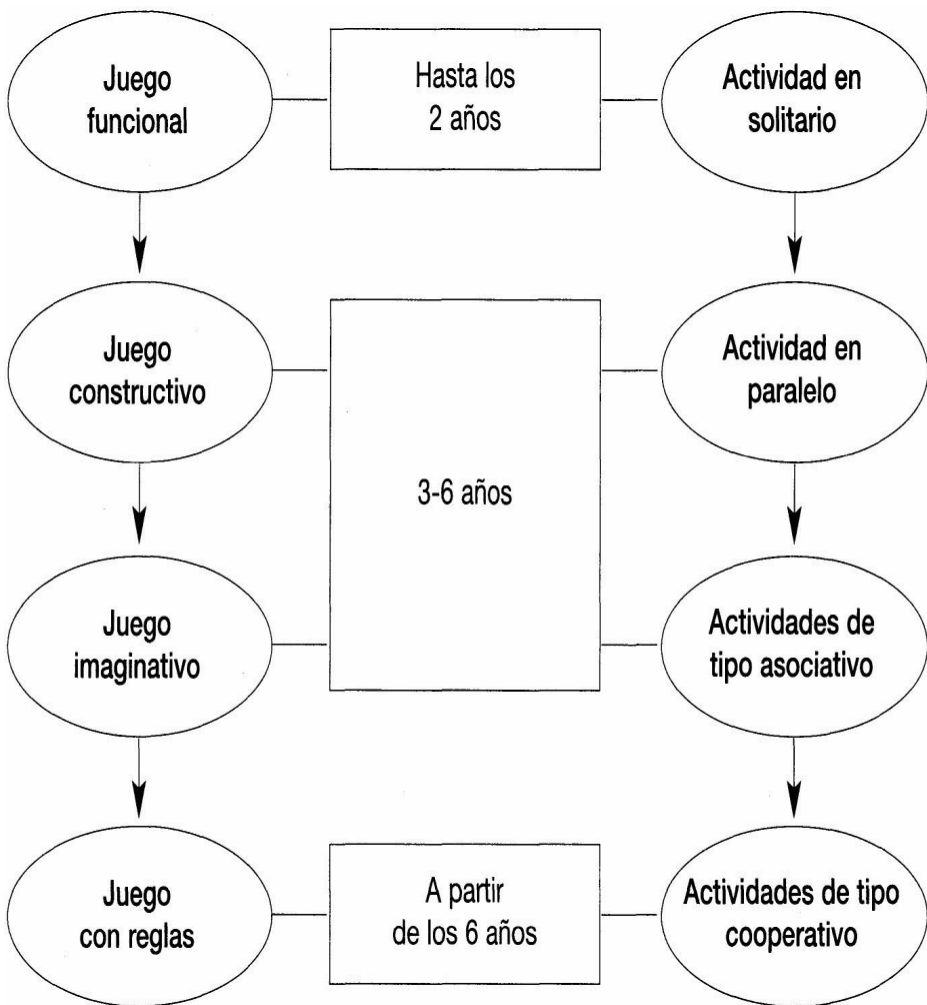 Juego
funcional
Hasta los
2 años
Actividad en
solitario
Juego
constructivo
Actividad en
paralelo
3-6 años
Juego
imaginativo
Actividades de
tipo asociativo
Juego
con reglas
A partir
de los 6 años
Actividades de tipo
cooperativo